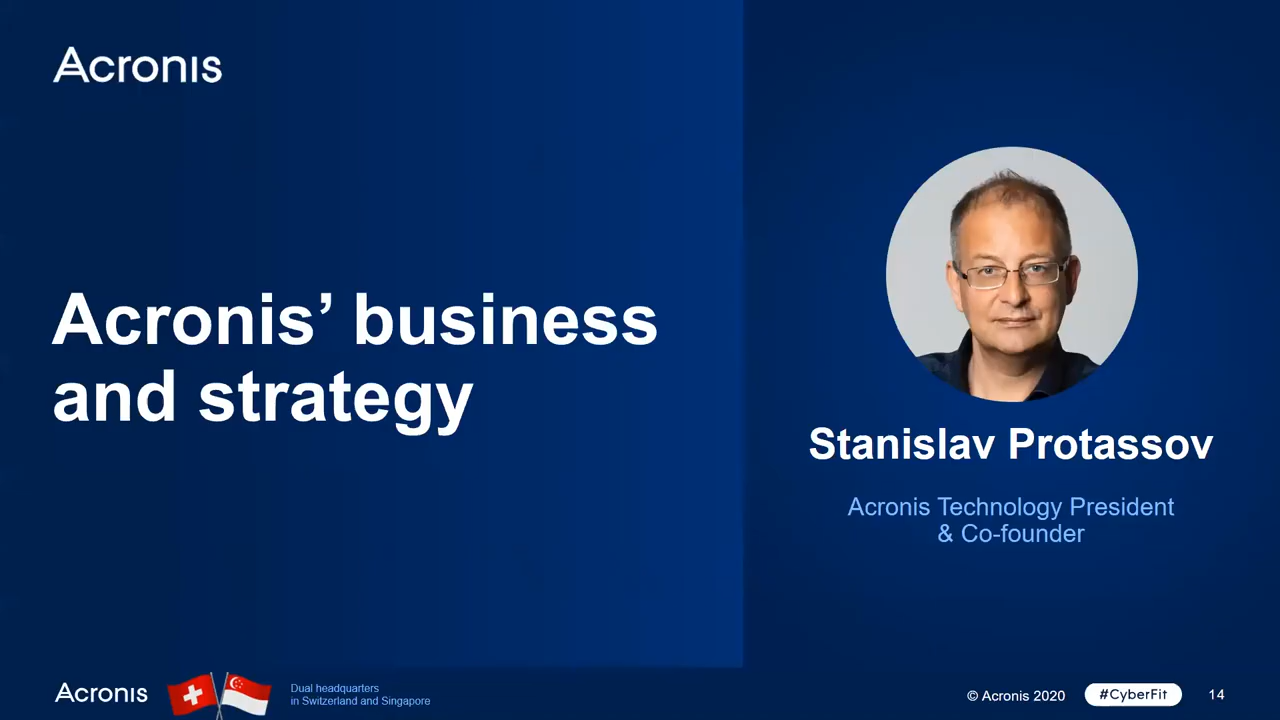 Acronis
Acronis’ business
and strategy
Stanislav Protassov
Acronis Technology President
& Co-founder
Acronis
Dual headquarters
in Switzerland and Singapore
© Acronis 2020
#CyberFit
14